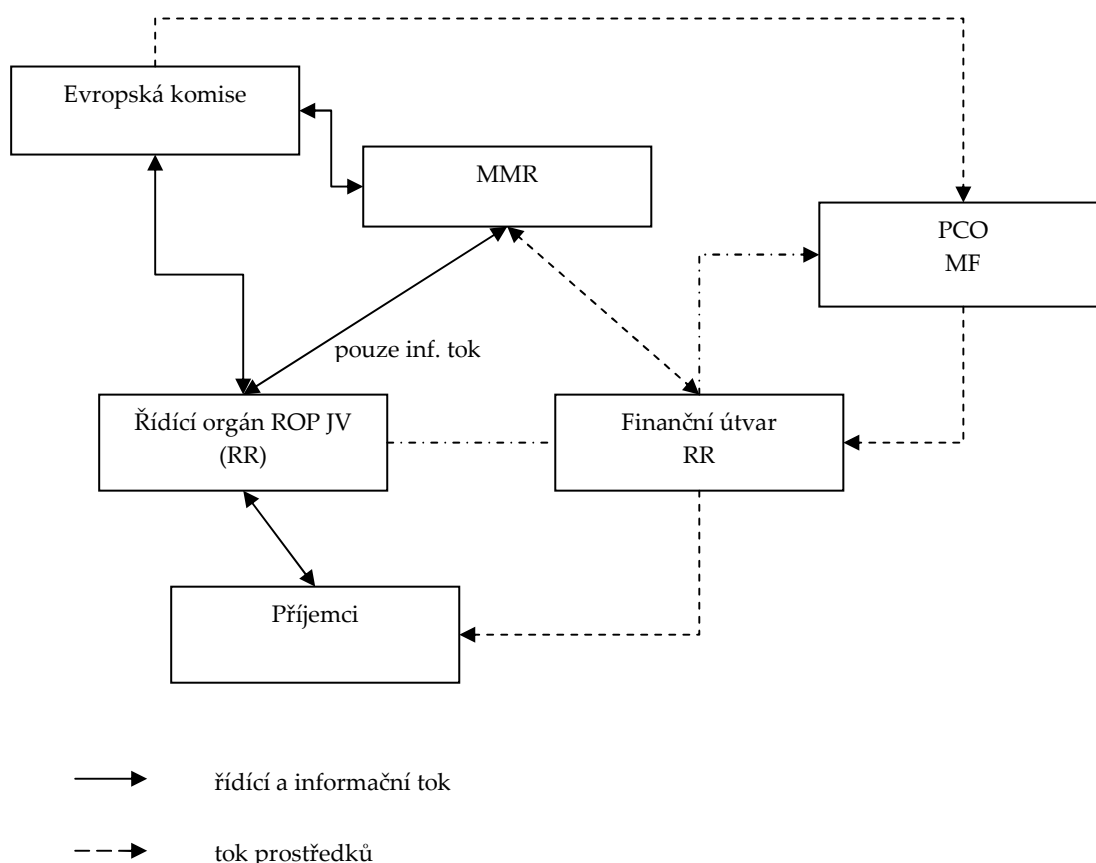 Evropská komise
MMR
PCO
MF
pouze inf. tok
Řídící orgán ROP JV
(RR)
Finanční útvar
RR
Příjemci
řídící a informační tok
tok prostředků